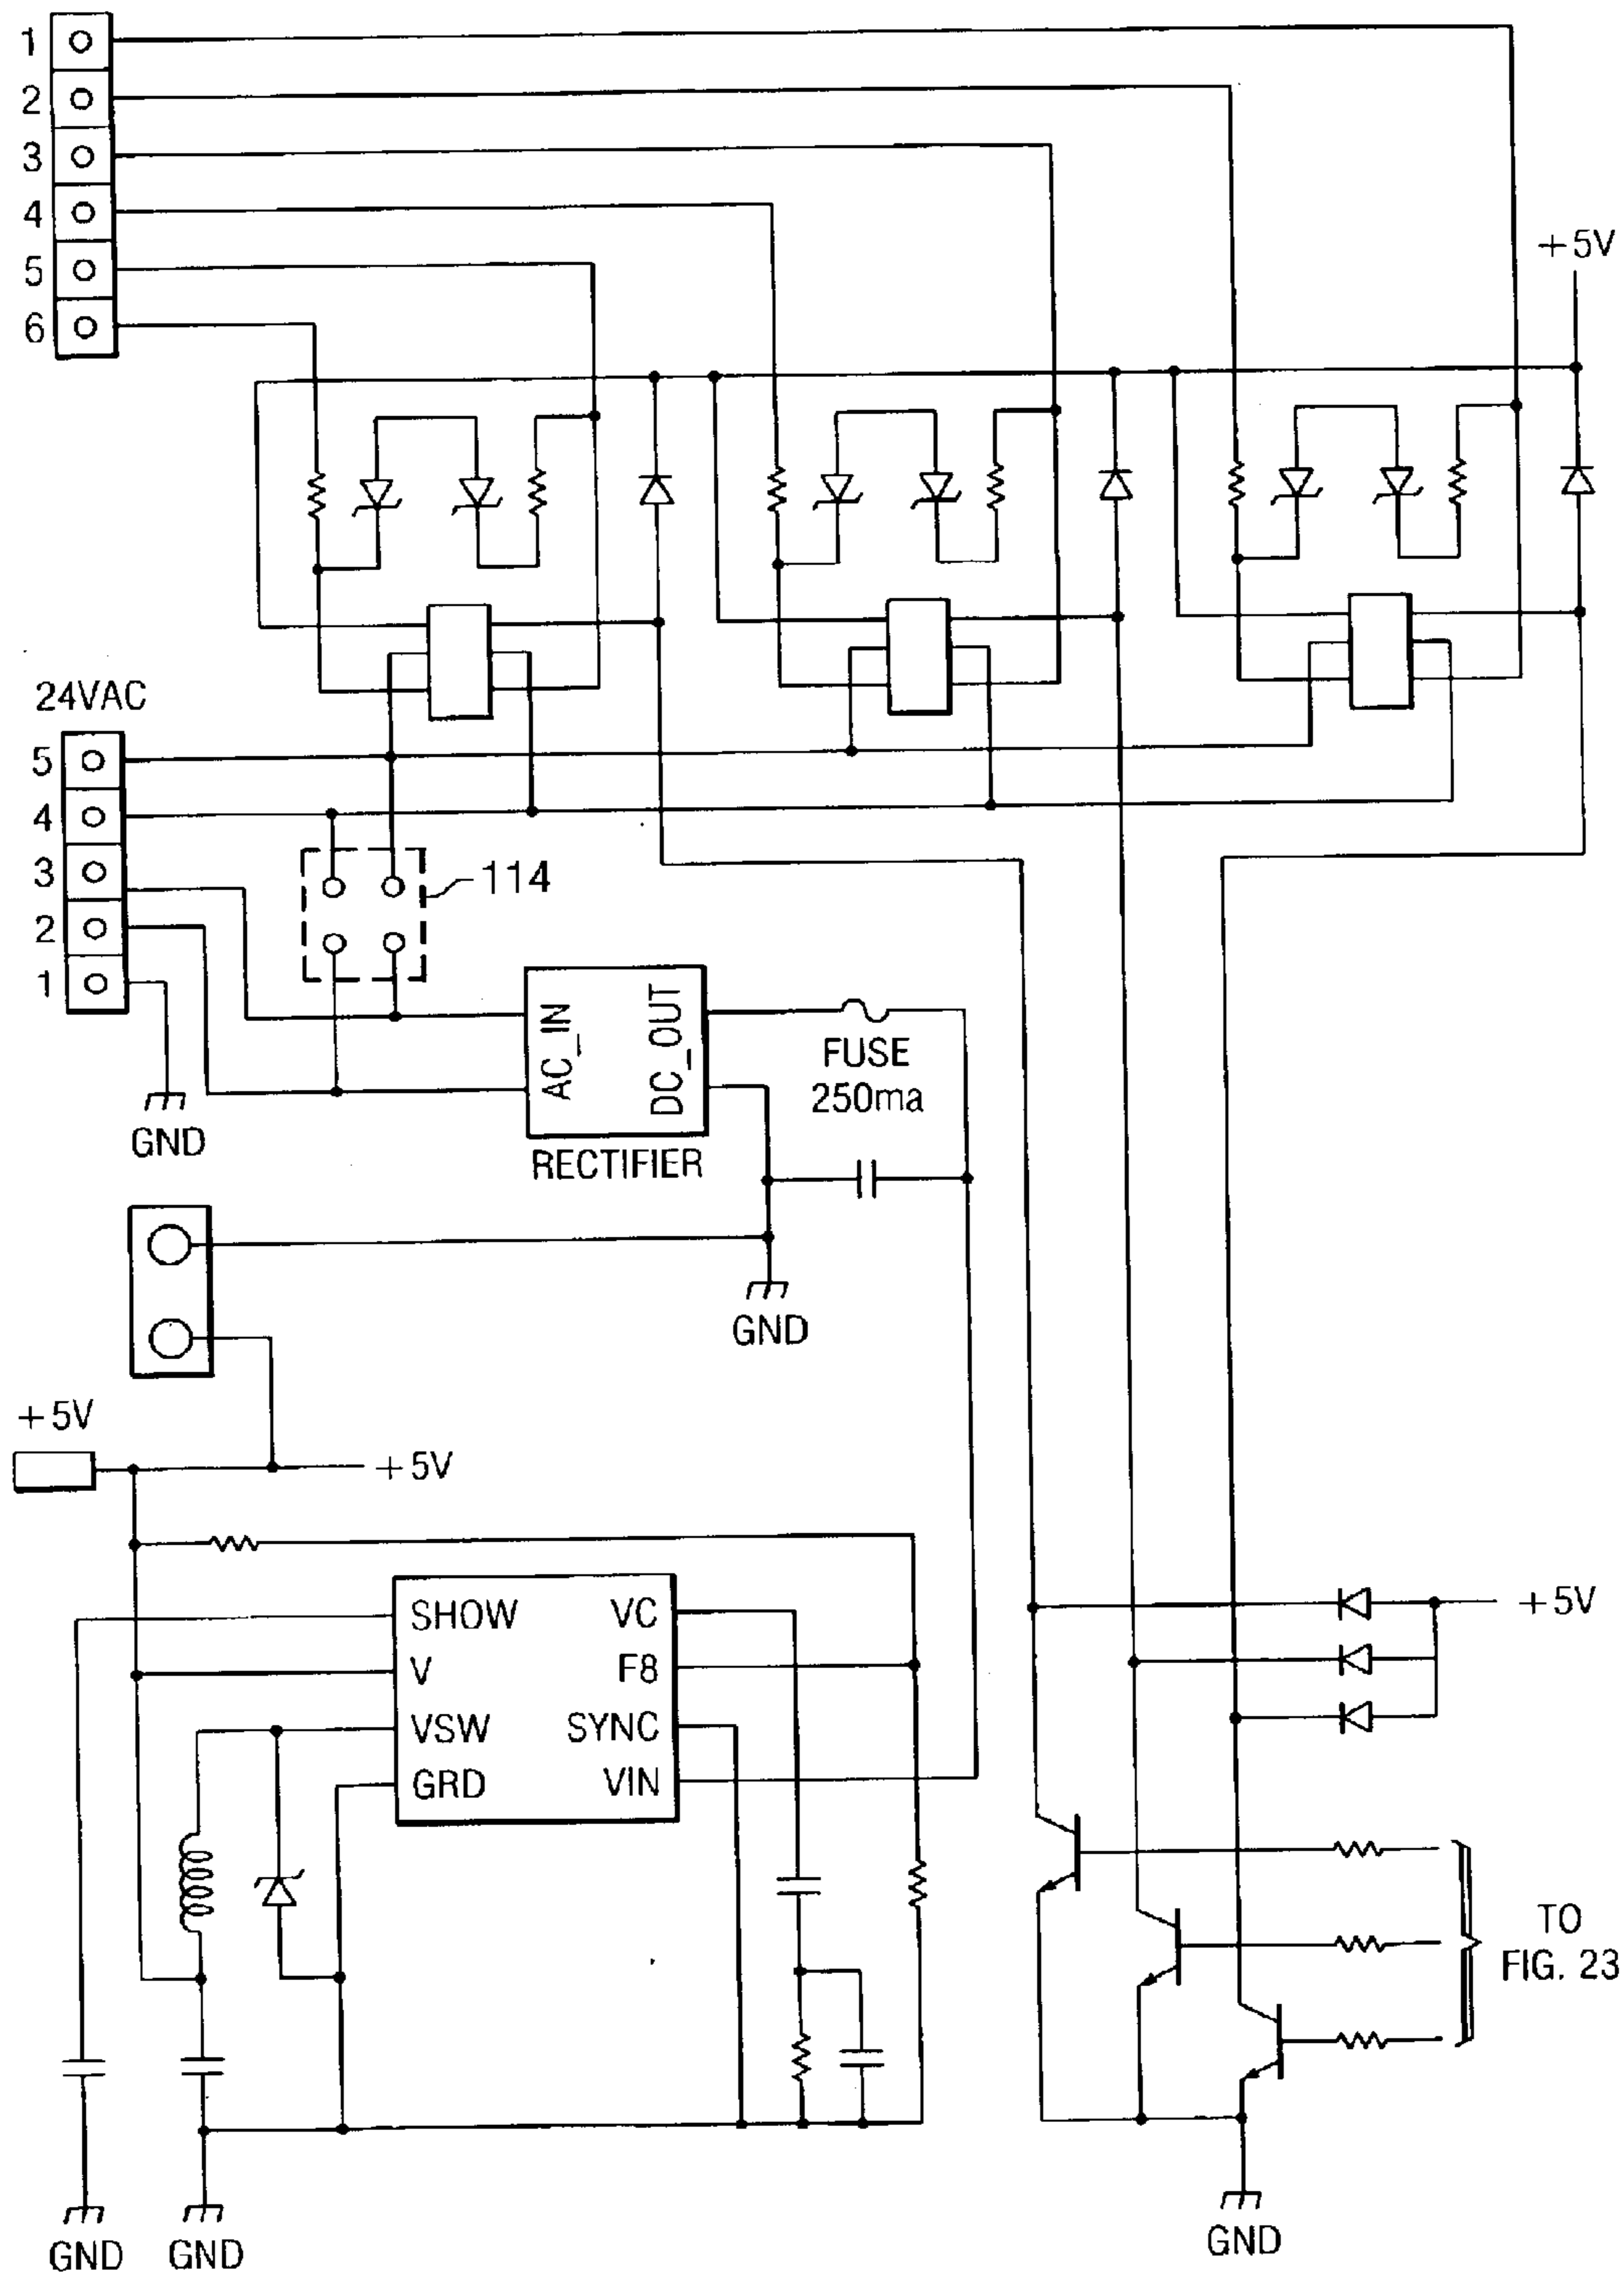 1
2
3
4
5
6
+5V
24VAC
5
4
3
2
1
114
AC_IN
DC_OUT
RECTIFIER
FUSE
250ma
GND
GND
+5V
+5V
SHOW
V
VSW
GRD
VC
F8
SYNC
VIN
+5V
TO
FIG. 23
GND
GND
GND